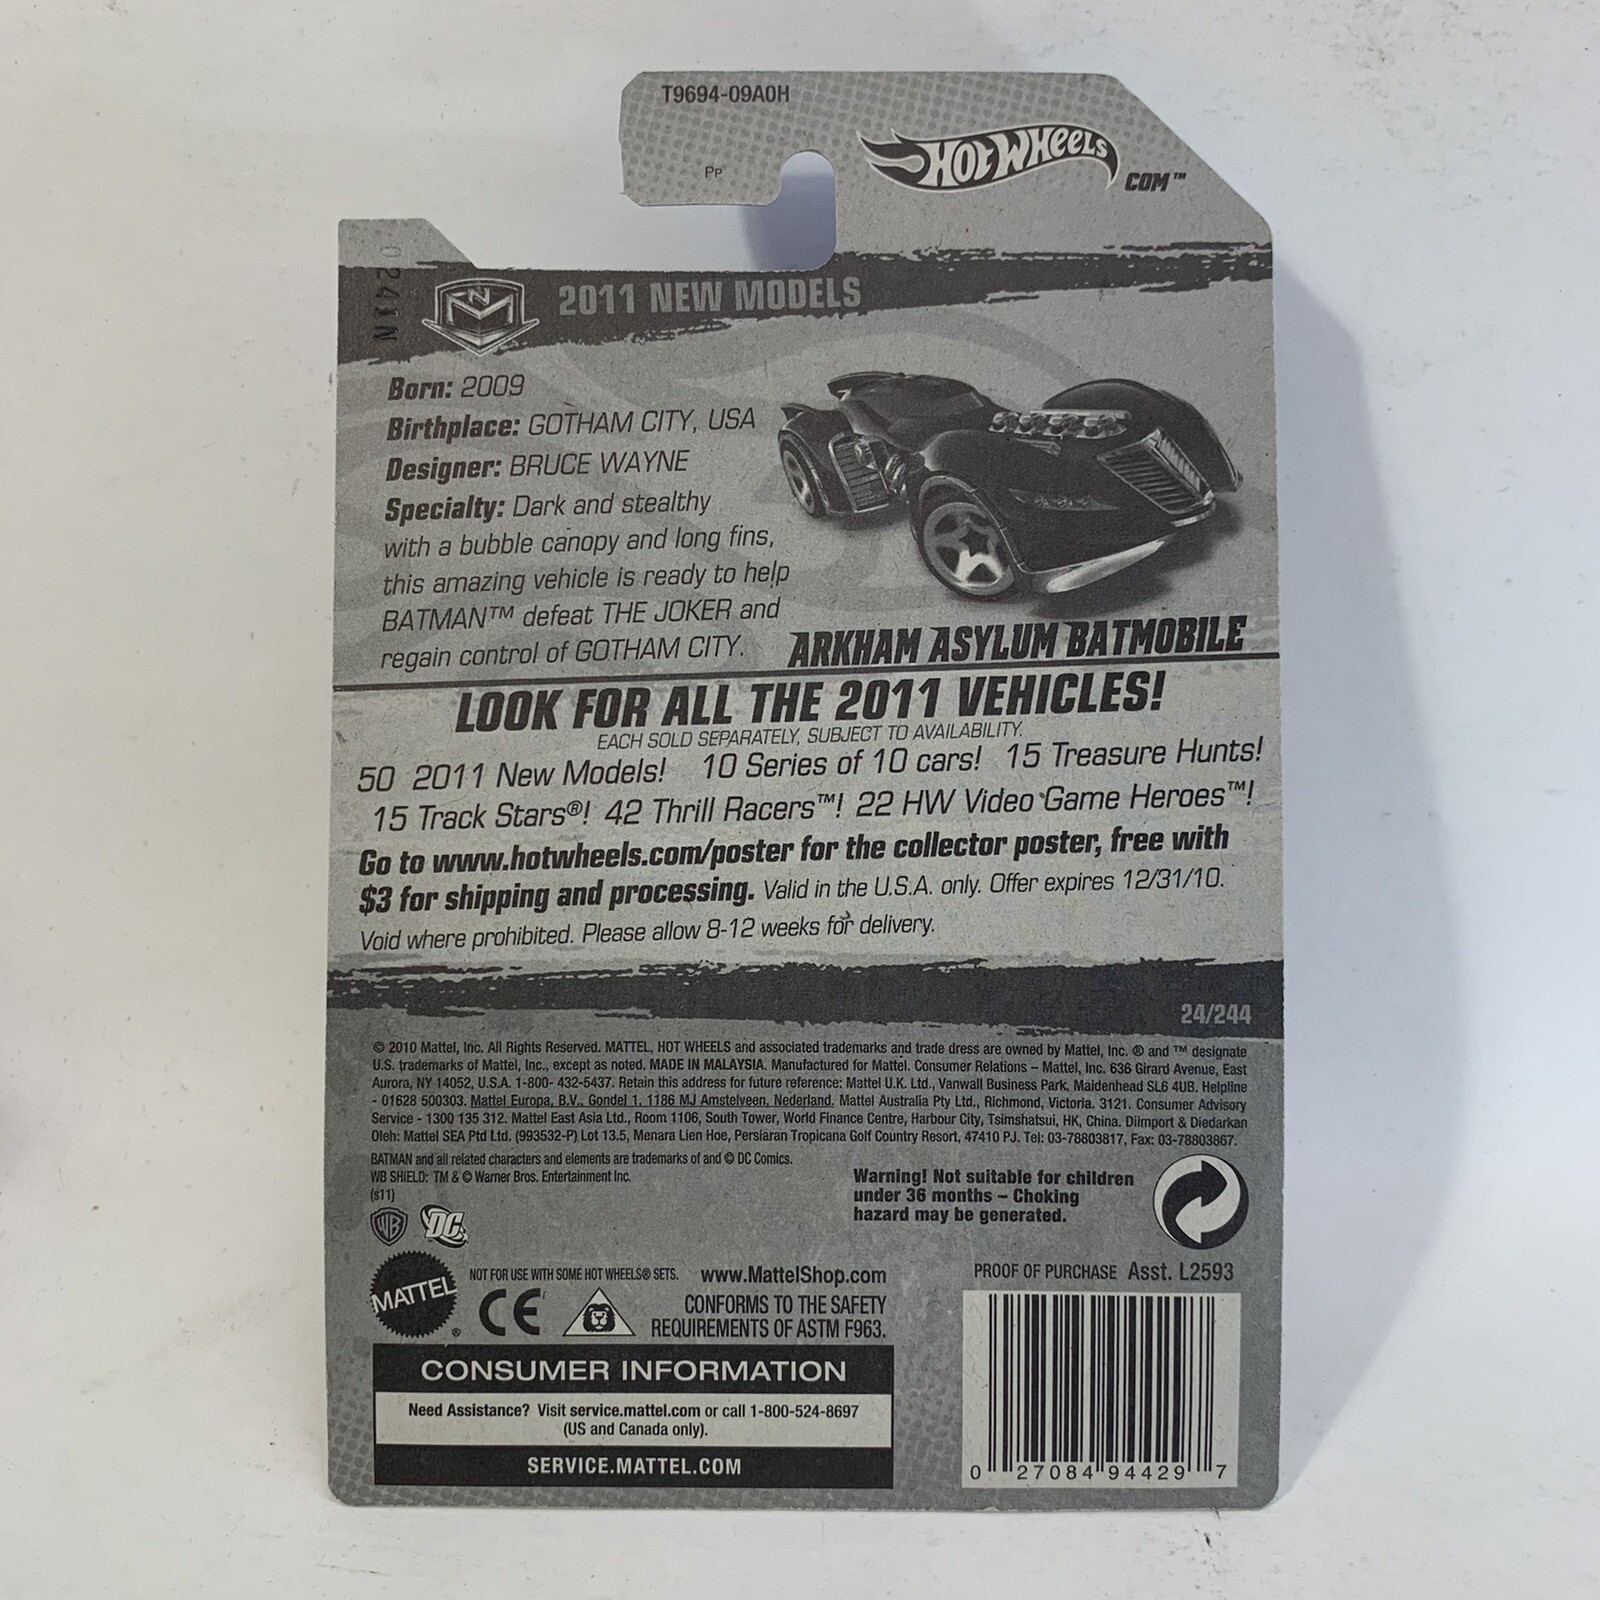 T9694-09A0H
PP
HOT WHEELS
.COM™
0241N
NM
2011 NEW MODELS
Born: 2009
Birthplace: GOTHAM CITY, USA
Designer: BRUCE WAYNE
Specialty: Dark and stealthy
with a bubble canopy and long fins,
this amazing vehicle is ready to help
BATMAN™ defeat THE JOKER and
regain control of GOTHAM CITY.
ARKHAM ASYLUM BATMOBILE
LOOK FOR ALL THE 2011 VEHICLES!
EACH SOLD SEPARATELY, SUBJECT TO AVAILABILITY.
50 2011 New Models! 10 Series of 10 cars! 15 Treasure Hunts!
15 Track Stars®! 42 Thrill Racers™! 22 HW Video Game Heroes™!
Go to www.hotwheels.com/poster for the collector poster, free with
$3 for shipping and processing. Valid in the U.S.A. only. Offer expires 12/31/10.
Void where prohibited. Please allow 8-12 weeks for delivery.
24/244
© 2010 Mattel, Inc. All Rights Reserved. MATTEL, HOT WHEELS and associated trademarks and trade dress are owned by Mattel, Inc. ® and ™ designate
U.S. trademarks of Mattel, Inc., except as noted. MADE IN MALAYSIA. Manufactured for Mattel. Consumer Relations – Mattel, Inc. 636 Girard Avenue, East
Aurora, NY 14052, U.S.A. 1-800- 432-5437. Retain this address for future reference: Mattel U.K. Ltd., Vanwall Business Park, Maidenhead SL6 4UB. Helpline
- 01628 500303. Mattel Europa, B.V., Gondel 1, 1186 MJ Amstelveen, Nederland. Mattel Australia Pty Ltd., Richmond, Victoria. 3121. Consumer Advisory
Service - 1300 135 312. Mattel East Asia Ltd., Room 1106, South Tower, World Finance Centre, Harbour City, Tsimshatsui, HK, China. Diimport & Diedarkan
Oleh: Mattel SEA Ptd Ltd. (993532-P) Lot 13.5, Menara Lien Hoe, Persiaran Tropicana Golf Country Resort, 47410 PJ. Tel: 03-78803817, Fax: 03-78803867.
BATMAN and all related characters and elements are trademarks of and © DC Comics.
WB SHIELD: TM & © Warner Bros. Entertainment Inc.
(s11)
Warning! Not suitable for children
under 36 months – Choking
hazard may be generated.
WB DC
MATTEL®
NOT FOR USE WITH SOME HOT WHEELS® SETS. www.MattelShop.com
CE
CONFORMS TO THE SAFETY
REQUIREMENTS OF ASTM F963.
PROOF OF PURCHASE Asst. L2593
CONSUMER INFORMATION
Need Assistance? Visit service.mattel.com or call 1-800-524-8697
(US and Canada only).
SERVICE.MATTEL.COM
0 27084 94429 7